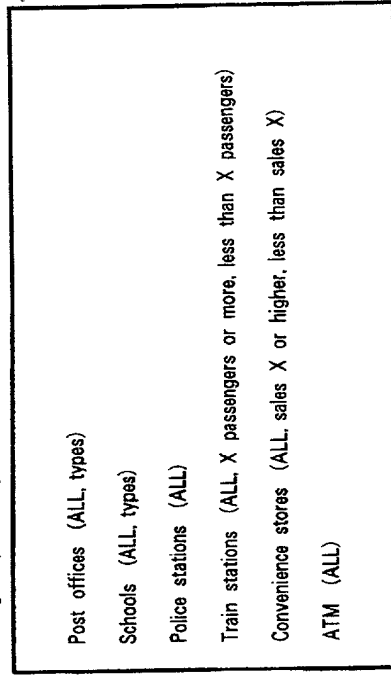 Post offices (ALL, types)
Schools (ALL, types)
Police stations (ALL)
Train stations (ALL, X passengers or more, less than X passengers)
Convenience stores (ALL, sales X or higher, less than sales X)
ATM (ALL)